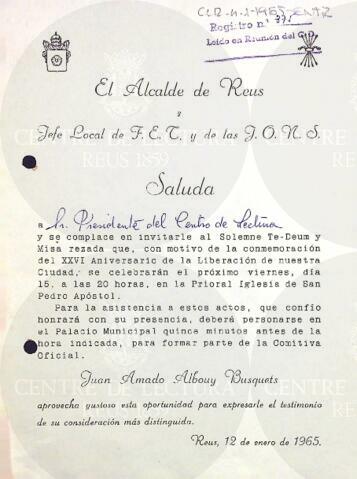 CLR-4.1-1965-ENTR
Registro n.º 771
Leído en Reunión del C.D.
El Alcalde de Reus
y
Jefe Local de F. E. T. y de las J. O. N. S.
Saluda
a Sr. Presidente del Centro de Lectura
y se complace en invitarle al Solemne Te-Deum y
Misa rezada que, con motivo de la conmemoración
del XXVI Aniversario de la Liberación de nuestra
Ciudad, se celebrarán el próximo viernes, día
15, a las 20 horas, en la Prioral Iglesia de San
Pedro Apóstol.
Para la asistencia a estos actos, que confío
honrará con su presencia, deberá personarse en
el Palacio Municipal quince minutos antes de la
hora indicada, para formar parte de la Comitiva
Oficial.
Juan Amado Albouy Busquets
aprovecha gustoso esta oportunidad para expresarle el testimonio
de su consideración más distinguida.
Reus, 12 de enero de 1965.
CENTRE DE LECTURA
REUS 1859